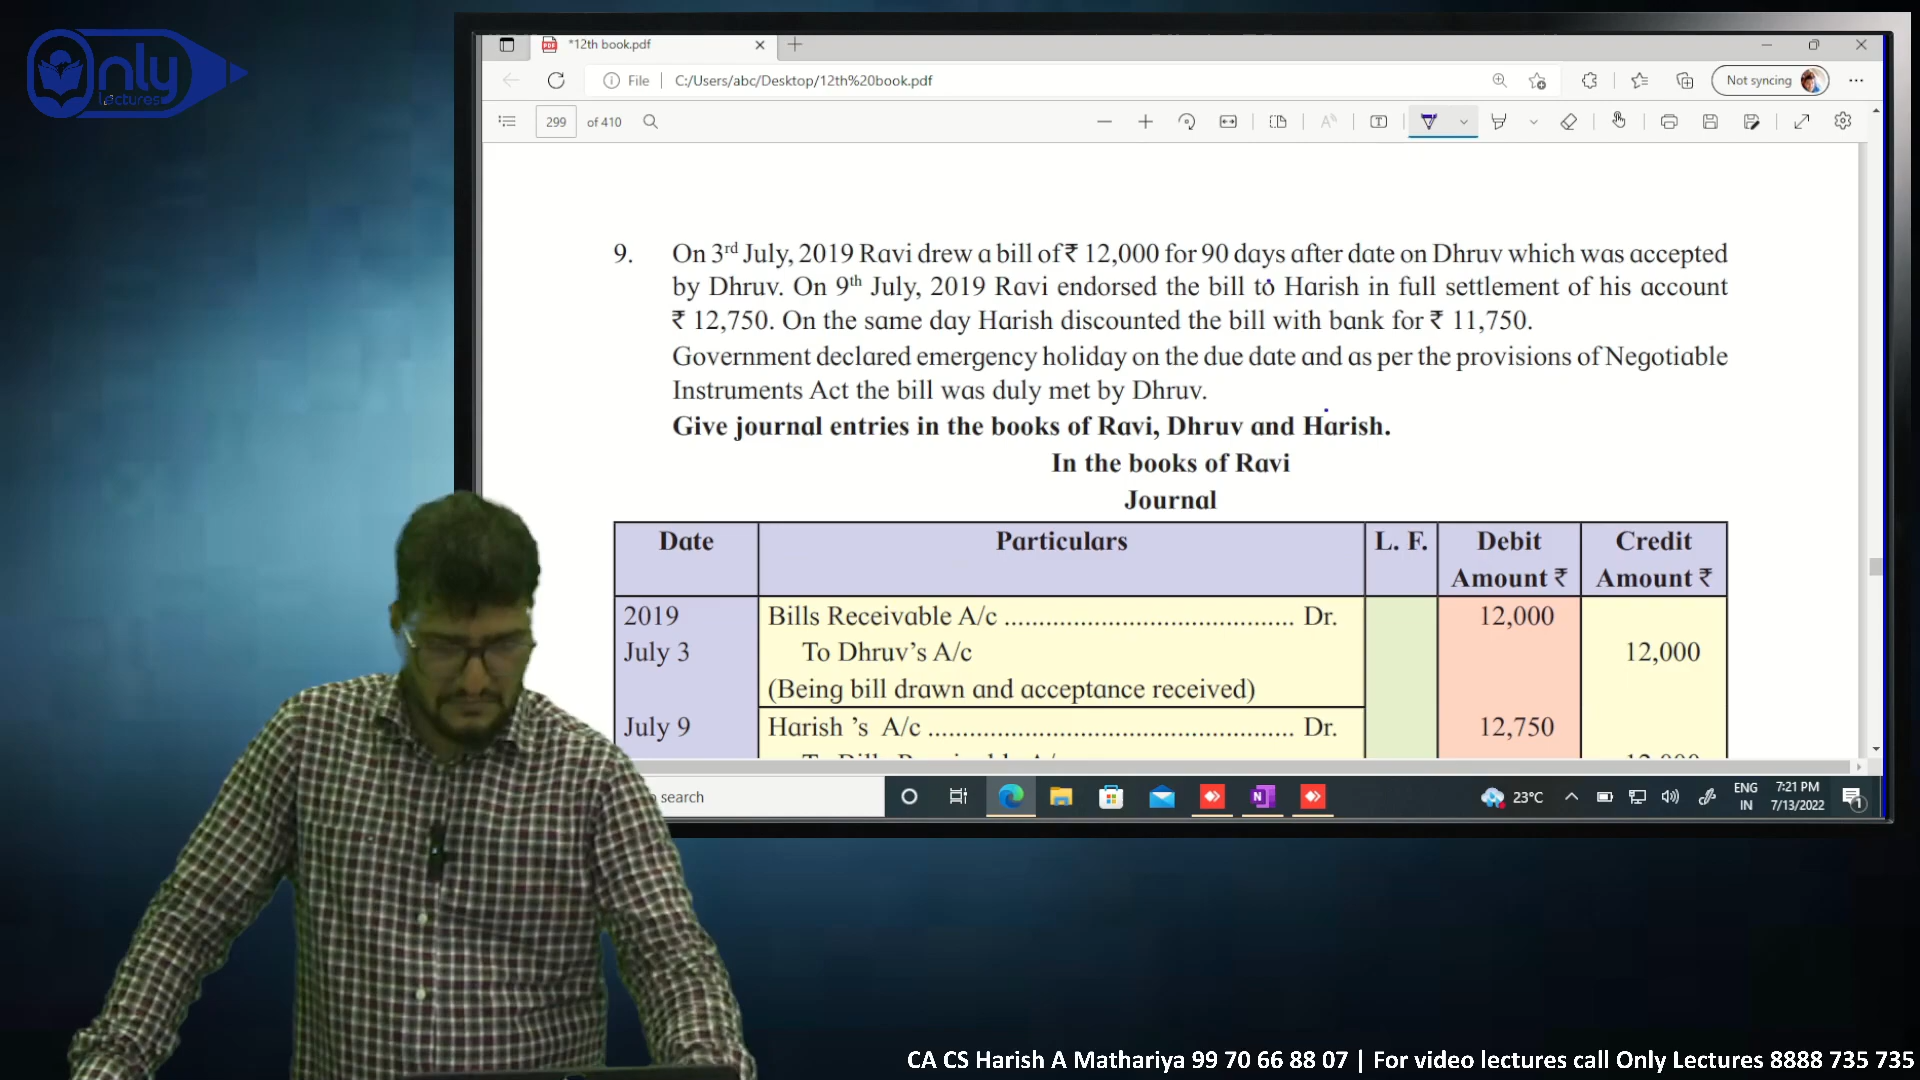 Only
Lectures
*12th book.pdf
File | C:/Users/abc/Desktop/12th%20book.pdf
Not syncing
299 of 410
9. On 3rd July, 2019 Ravi drew a bill of ₹ 12,000 for 90 days after date on Dhruv which was accepted
by Dhruv. On 9th July, 2019 Ravi endorsed the bill to Harish in full settlement of his account
₹ 12,750. On the same day Harish discounted the bill with bank for ₹ 11,750.
Government declared emergency holiday on the due date and as per the provisions of Negotiable
Instruments Act the bill was duly met by Dhruv.
Give journal entries in the books of Ravi, Dhruv and Harish.
In the books of Ravi
Journal
Date Particulars L. F. Debit Amount ₹ Credit Amount ₹
2019 Bills Receivable A/c ........................................... Dr. 12,000
July 3 To Dhruv's A/c 12,000
(Being bill drawn and acceptance received)
July 9 Harish 's A/c ..................................................... Dr. 12,750
search
23°C
ENG
IN
7:21 PM
7/13/2022
1
CA CS Harish A Mathariya 99 70 66 88 07 | For video lectures call Only Lectures 8888 735 735